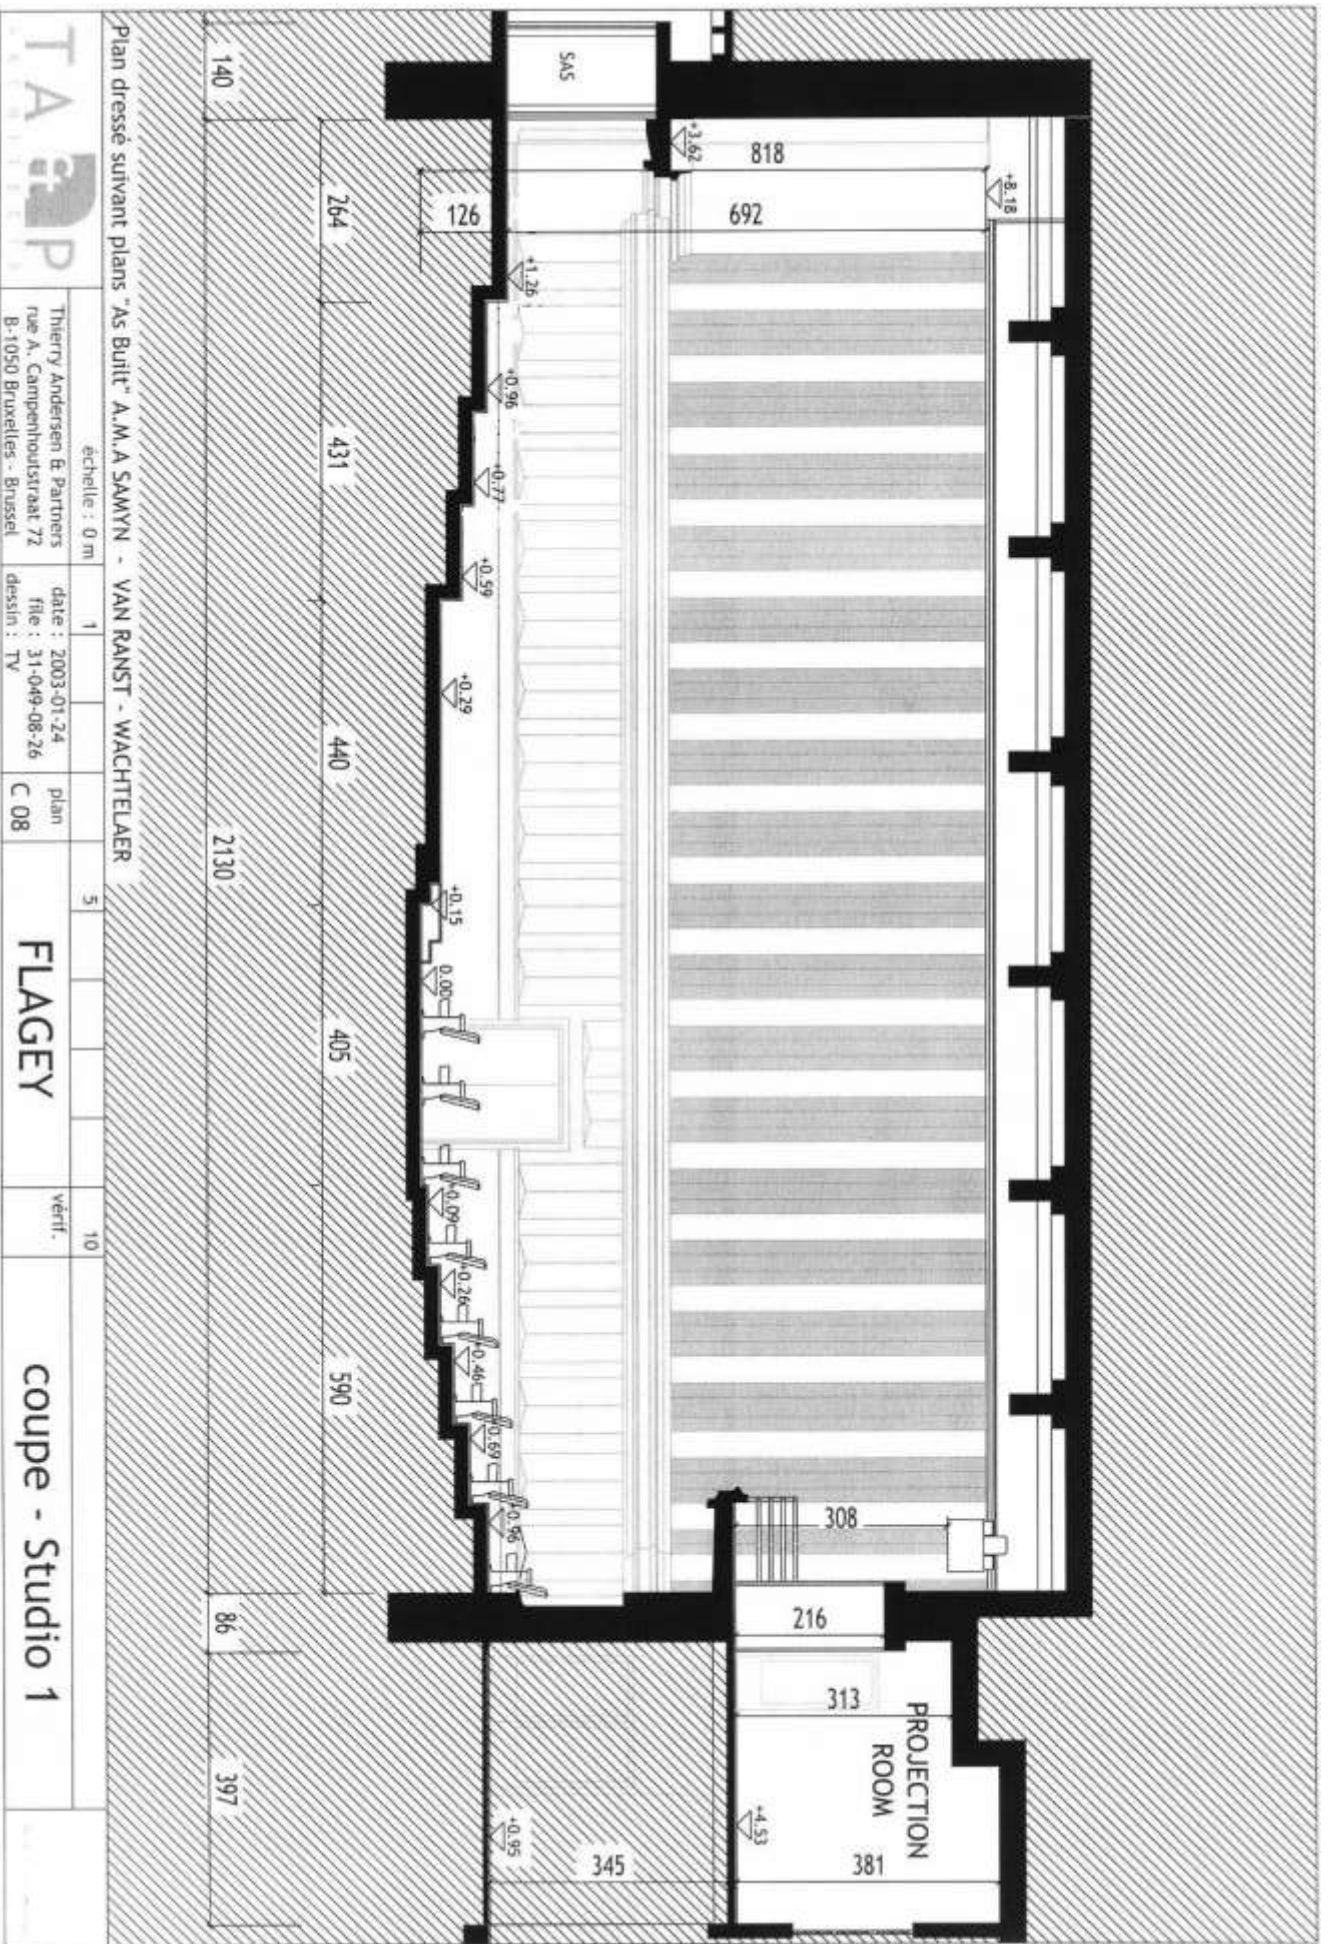 +8.18
+3.62
818
692
126
SAS
+1.26
+0.96
+0.77
+0.59
+0.29
+0.15
0.00
+0.09
+0.26
+0.46
+0.69
+0.96
308
216
313
PROJECTION
ROOM
+4.53
381
+0.95
345
264
431
440
405
590
140
2130
86
397
Plan dressé suivant plans "As Built" A.M.A SAMYN - VAN RANST - WACHTELAER
TA&P
échelle : 0 m 1 5 10
Thierry Andersen & Partners
rue A. Campenhoutstraat 72
B-1050 Bruxelles - Brussel
date : 2003-01-24
file : 31-049-08-26
dessin : TV
plan
C 08
FLAGEY
vérif.
coupe - Studio 1